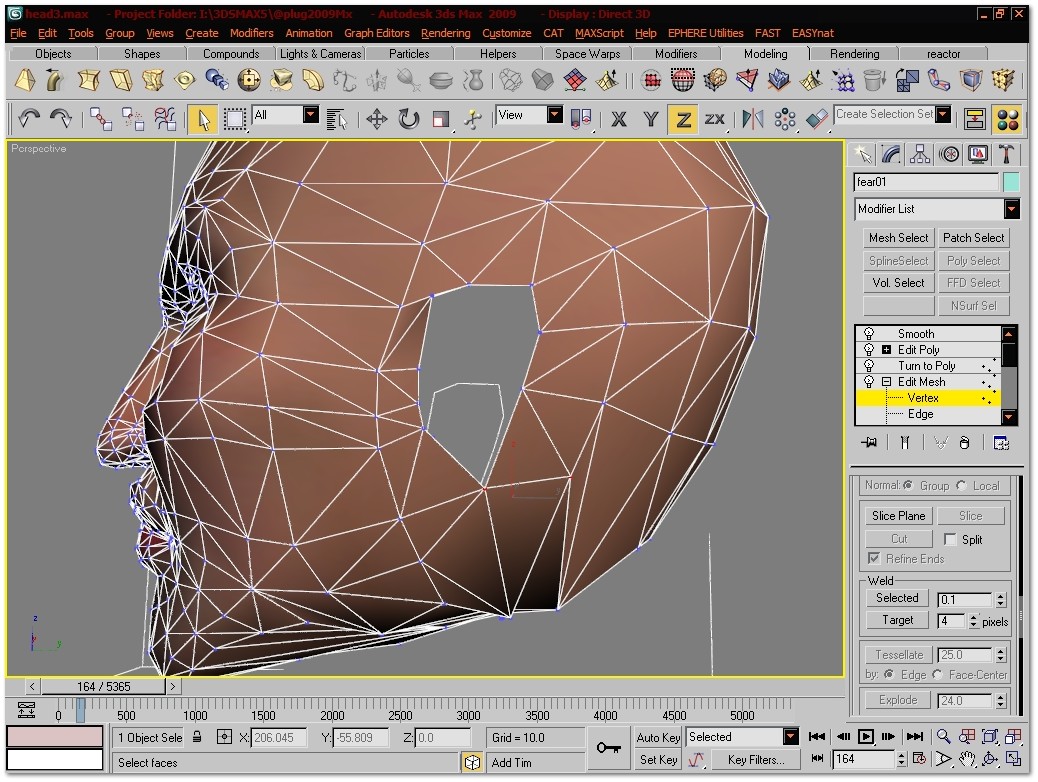 head3.max - Project Folder: I:\3DSMAX5\@plug2009Mx - Autodesk 3ds Max 2009 - Display : Direct 3D
File Edit Tools Group Views Create Modifiers Animation Graph Editors Rendering Customize CAT MAXScript Help EPHERE Utilities FAST EASYnat
Objects Shapes Compounds Lights & Cameras Particles Helpers Space Warps Modifiers Modeling Rendering reactor
All View X Y Z ZX Create Selection Set
Perspective
fear01
Modifier List
Mesh Select Patch Select
SplineSelect Poly Select
Vol. Select FFD Select
NSurf Sel
Smooth
Edit Poly
Turn to Poly
Edit Mesh
Vertex
Edge
Normal: Group Local
Slice Plane Slice
Cut Split
Refine Ends
Weld
Selected 0.1
Target 4 pixels
Tessellate 25.0
by: Edge Face-Center
Explode 24.0
z
y
< 164 / 5365 >
0 500 1000 1500 2000 2500 3000 3500 4000 4500 5000
1 Object Sele X: 206.045 Y: -55.809 Z: 0.0 Grid = 10.0 Auto Key Selected
Select faces Add Tim Set Key Key Filters... 164